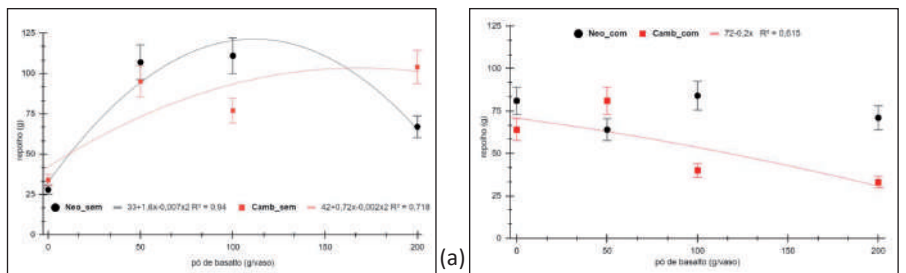 125
100
75
50
25
0
repolho (g)
Neo_sem 33+1,6x-0,007x2 R² = 0,94 Camb_sem 42+0,72x-0,002x2 R² = 0,718
0 50 100 150 200
pó de basalto (g/vaso)
(a)
Neo_com Camb_com 72-0,2x R² = 0,615
125
100
75
50
25
0
repolho (g)
0 50 100 150 200
pó de basalto (g/vaso)